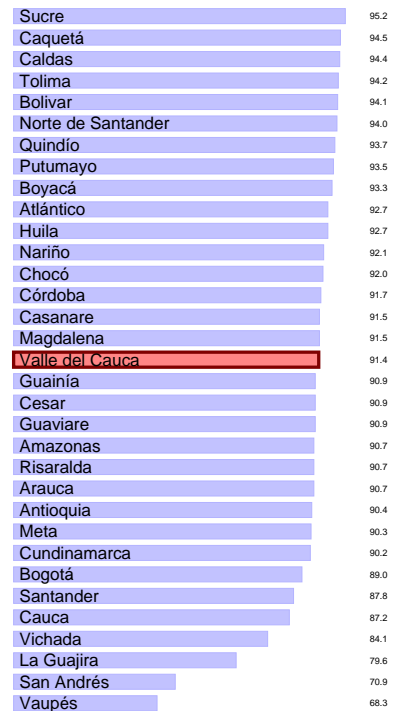 Sucre 95.2
Caquetá 94.5
Caldas 94.4
Tolima 94.2
Bolivar 94.1
Norte de Santander 94.0
Quindío 93.7
Putumayo 93.5
Boyacá 93.3
Atlántico 92.7
Huila 92.7
Nariño 92.1
Chocó 92.0
Córdoba 91.7
Casanare 91.5
Magdalena 91.5
Valle del Cauca 91.4
Guainía 90.9
Cesar 90.9
Guaviare 90.9
Amazonas 90.7
Risaralda 90.7
Arauca 90.7
Antioquia 90.4
Meta 90.3
Cundinamarca 90.2
Bogotá 89.0
Santander 87.8
Cauca 87.2
Vichada 84.1
La Guajira 79.6
San Andrés 70.9
Vaupés 68.3